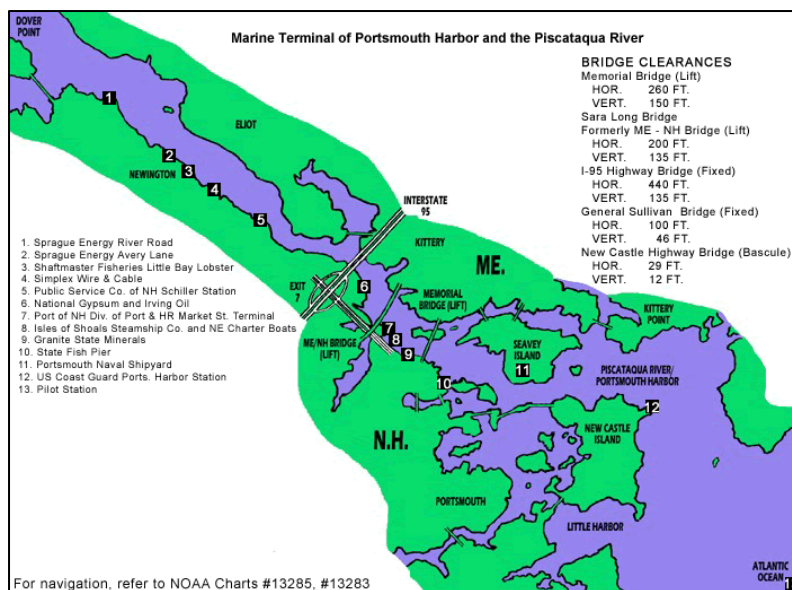 DOVER
POINT
Marine Terminal of Portsmouth Harbor and the Piscataqua River
BRIDGE CLEARANCES
Memorial Bridge (Lift)
HOR. 260 FT.
VERT. 150 FT.
Sara Long Bridge
Formerly ME - NH Bridge (Lift)
HOR. 200 FT.
VERT. 135 FT.
I-95 Highway Bridge (Fixed)
HOR. 440 FT.
VERT. 135 FT.
General Sullivan Bridge (Fixed)
HOR. 100 FT.
VERT. 46 FT.
New Castle Highway Bridge (Bascule)
HOR. 29 FT.
VERT. 12 FT.
1
ELIOT
2
NEWINGTON
3
4
5
INTERSTATE
95
KITTERY
ME.
EXIT
7
6
MEMORIAL
BRIDGE (LIFT)
KITTERY
POINT
1. Sprague Energy River Road
2. Sprague Energy Avery Lane
3. Shaftmaster Fisheries Little Bay Lobster
4. Simplex Wire & Cable
5. Public Service Co. of NH Schiller Station
6. National Gypsum and Irving Oil
7. Port of NH Div. of Port & HR Market St. Terminal
8. Isles of Shoals Steamship Co. and NE Charter Boats
9. Granite State Minerals
10. State Fish Pier
11. Portsmouth Naval Shipyard
12. US Coast Guard Ports. Harbor Station
13. Pilot Station
ME/NH BRIDGE
(LIFT)
7
8
9
SEAVEY
ISLAND
11
10
PISCATAQUA RIVER/
PORTSMOUTH HARBOR
12
NEW CASTLE
ISLAND
N.H.
PORTSMOUTH
LITTLE HARBOR
ATLANTIC
OCEAN
1
For navigation, refer to NOAA Charts #13285, #13283